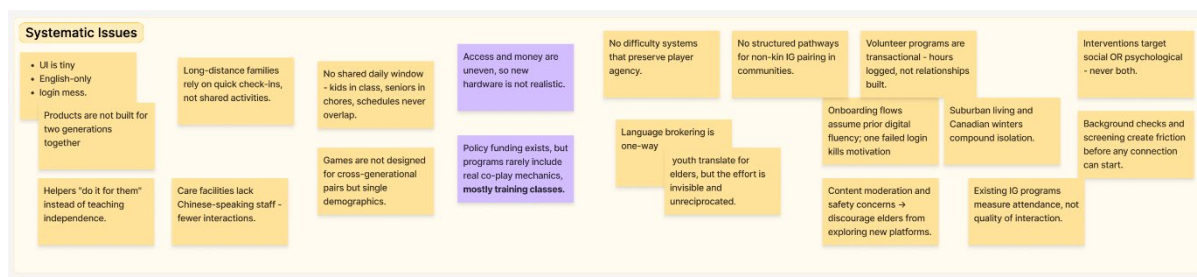 Systematic Issues
• UI is tiny
• English-only
• login mess.
Products are not built for
two generations
together
Helpers "do it for them"
instead of teaching
independence.
Long-distance families
rely on quick check-ins,
not shared activities.
Care facilities lack
Chinese-speaking staff -
fewer interactions.
No shared daily window
- kids in class, seniors in
chores, schedules never
overlap.
Games are not designed
for cross-generational
pairs but single
demographics.
Access and money are
uneven, so new
hardware is not realistic.
Policy funding exists, but
programs rarely include
real co-play mechanics,
mostly training classes.
No difficulty systems
that preserve player
agency.
Language brokering is
one-way
youth translate for
elders, but the effort is
invisible and
unreciprocated.
No structured pathways
for non-kin IG pairing in
communities.
Volunteer programs are
transactional - hours
logged, not relationships
built.
Onboarding flows
assume prior digital
fluency; one failed login
kills motivation
Suburban living and
Canadian winters
compound isolation.
Content moderation and
safety concerns →
discourage elders from
exploring new platforms.
Existing IG programs
measure attendance, not
quality of interaction.
Interventions target
social OR psychological
- never both.
Background checks and
screening create friction
before any connection
can start.